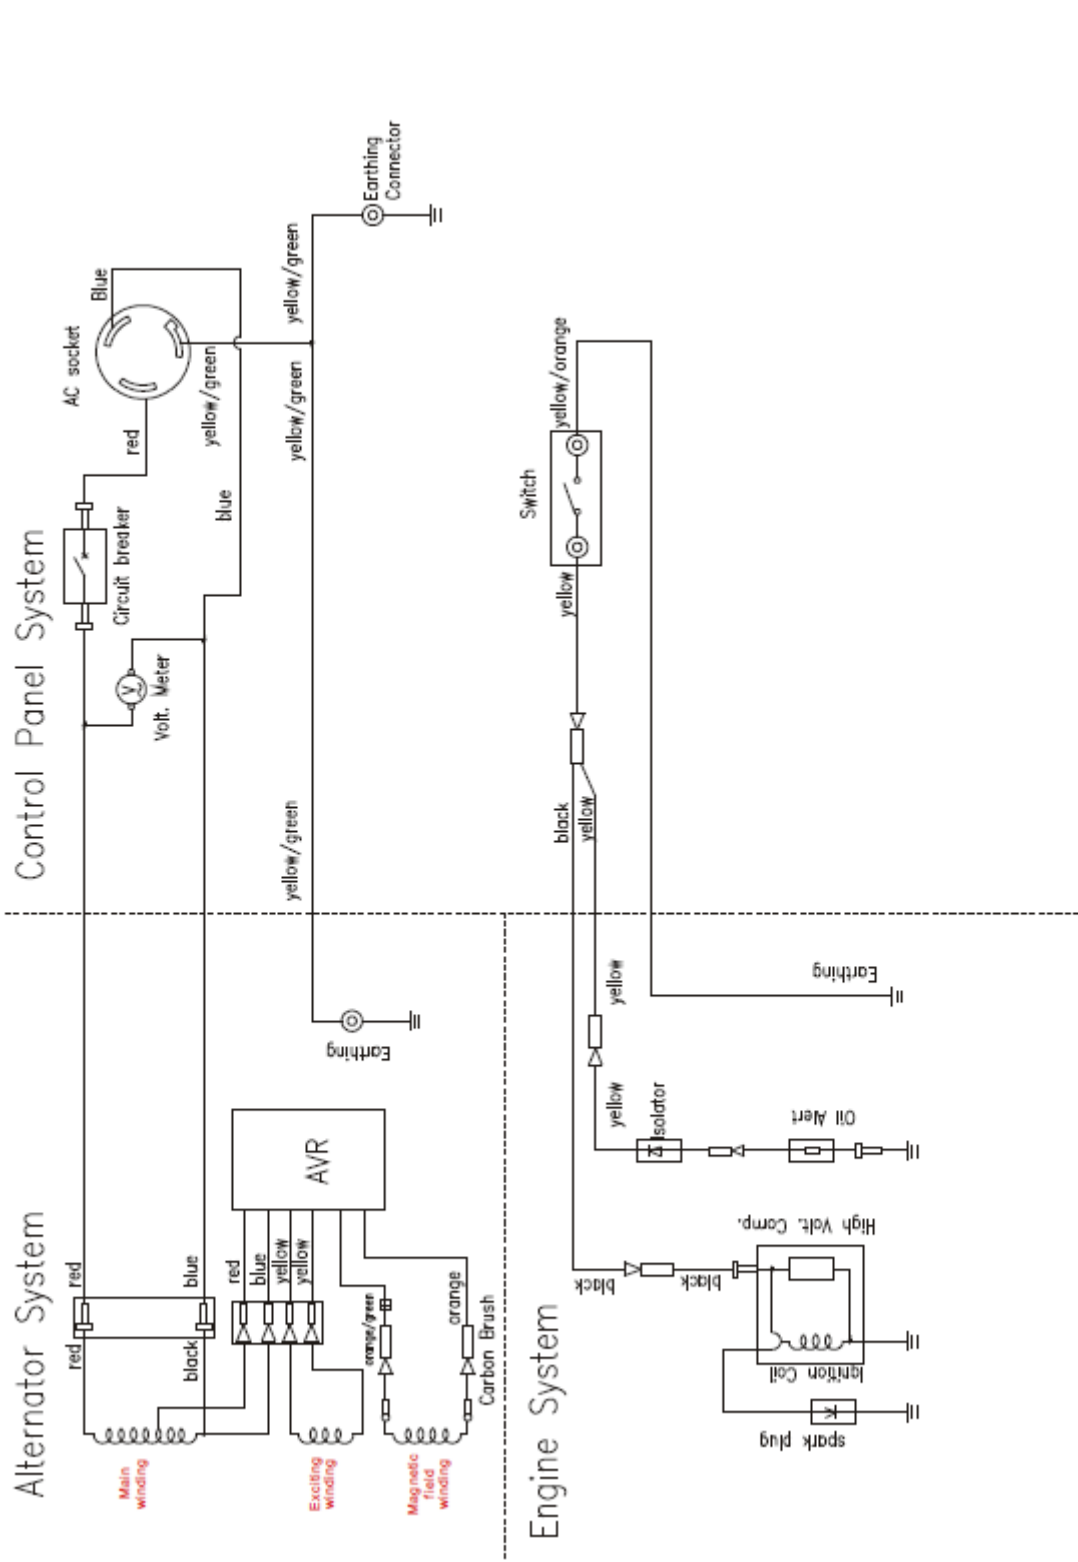 Control Panel System
AC socket
Blue
red
yellow/green
blue
Circuit breaker
Volt. Meter
yellow/green
yellow/green
Earthing
Connector
yellow/green
V
Switch
yellow/orange
yellow
black
yellow
Alternator System
red
red
blue
black
Earthing
AVR
red
blue
yellow
yellow
orange/green
orange
Carbon Brush
Main
winding
Exciting
winding
Magnetic
field
winding
Engine System
yellow
Earthing
yellow
Isolator
Oil Alert
black
black
High Volt. Comp.
Ignition Coil
spark plug